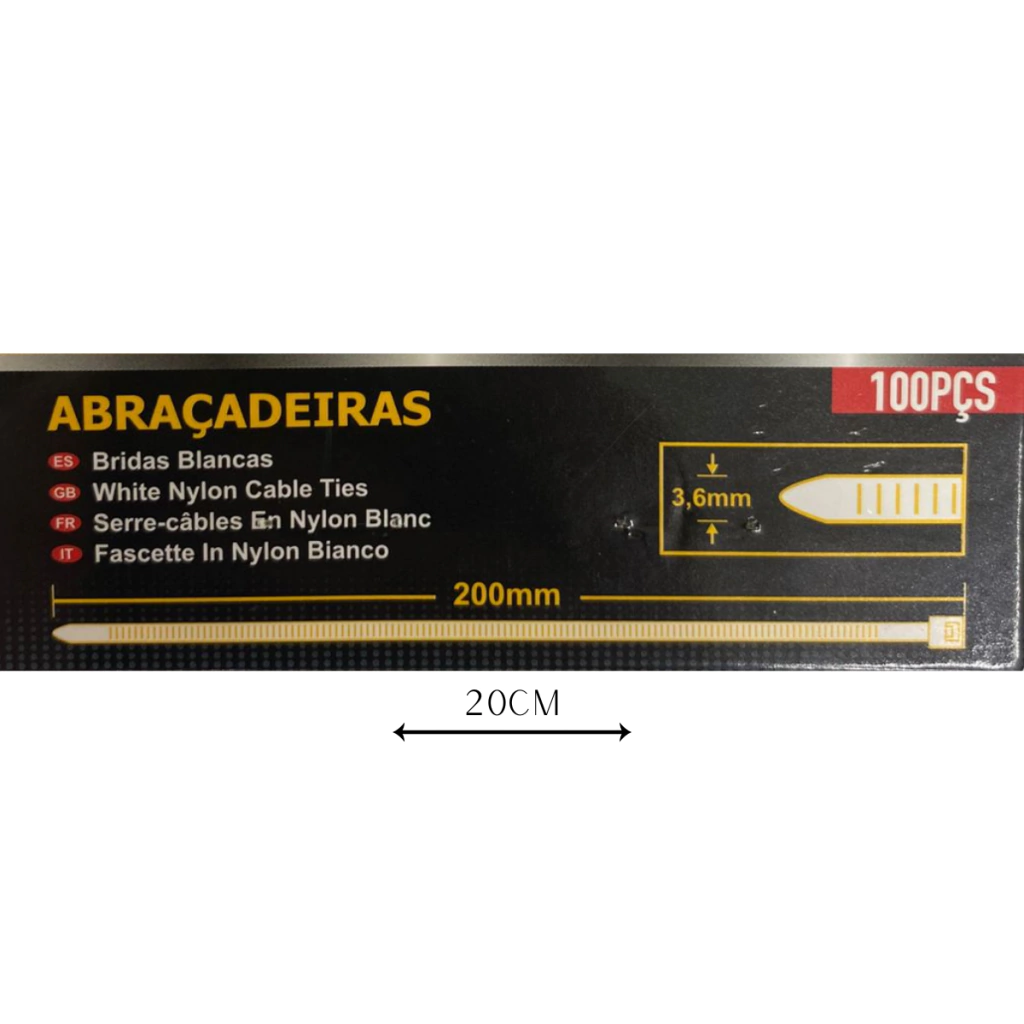 ABRAÇADEIRAS
100PÇS
ES Bridas Blancas
GB White Nylon Cable Ties
FR Serre-câbles En Nylon Blanc
IT Fascette In Nylon Bianco
3,6mm
200mm
20CM